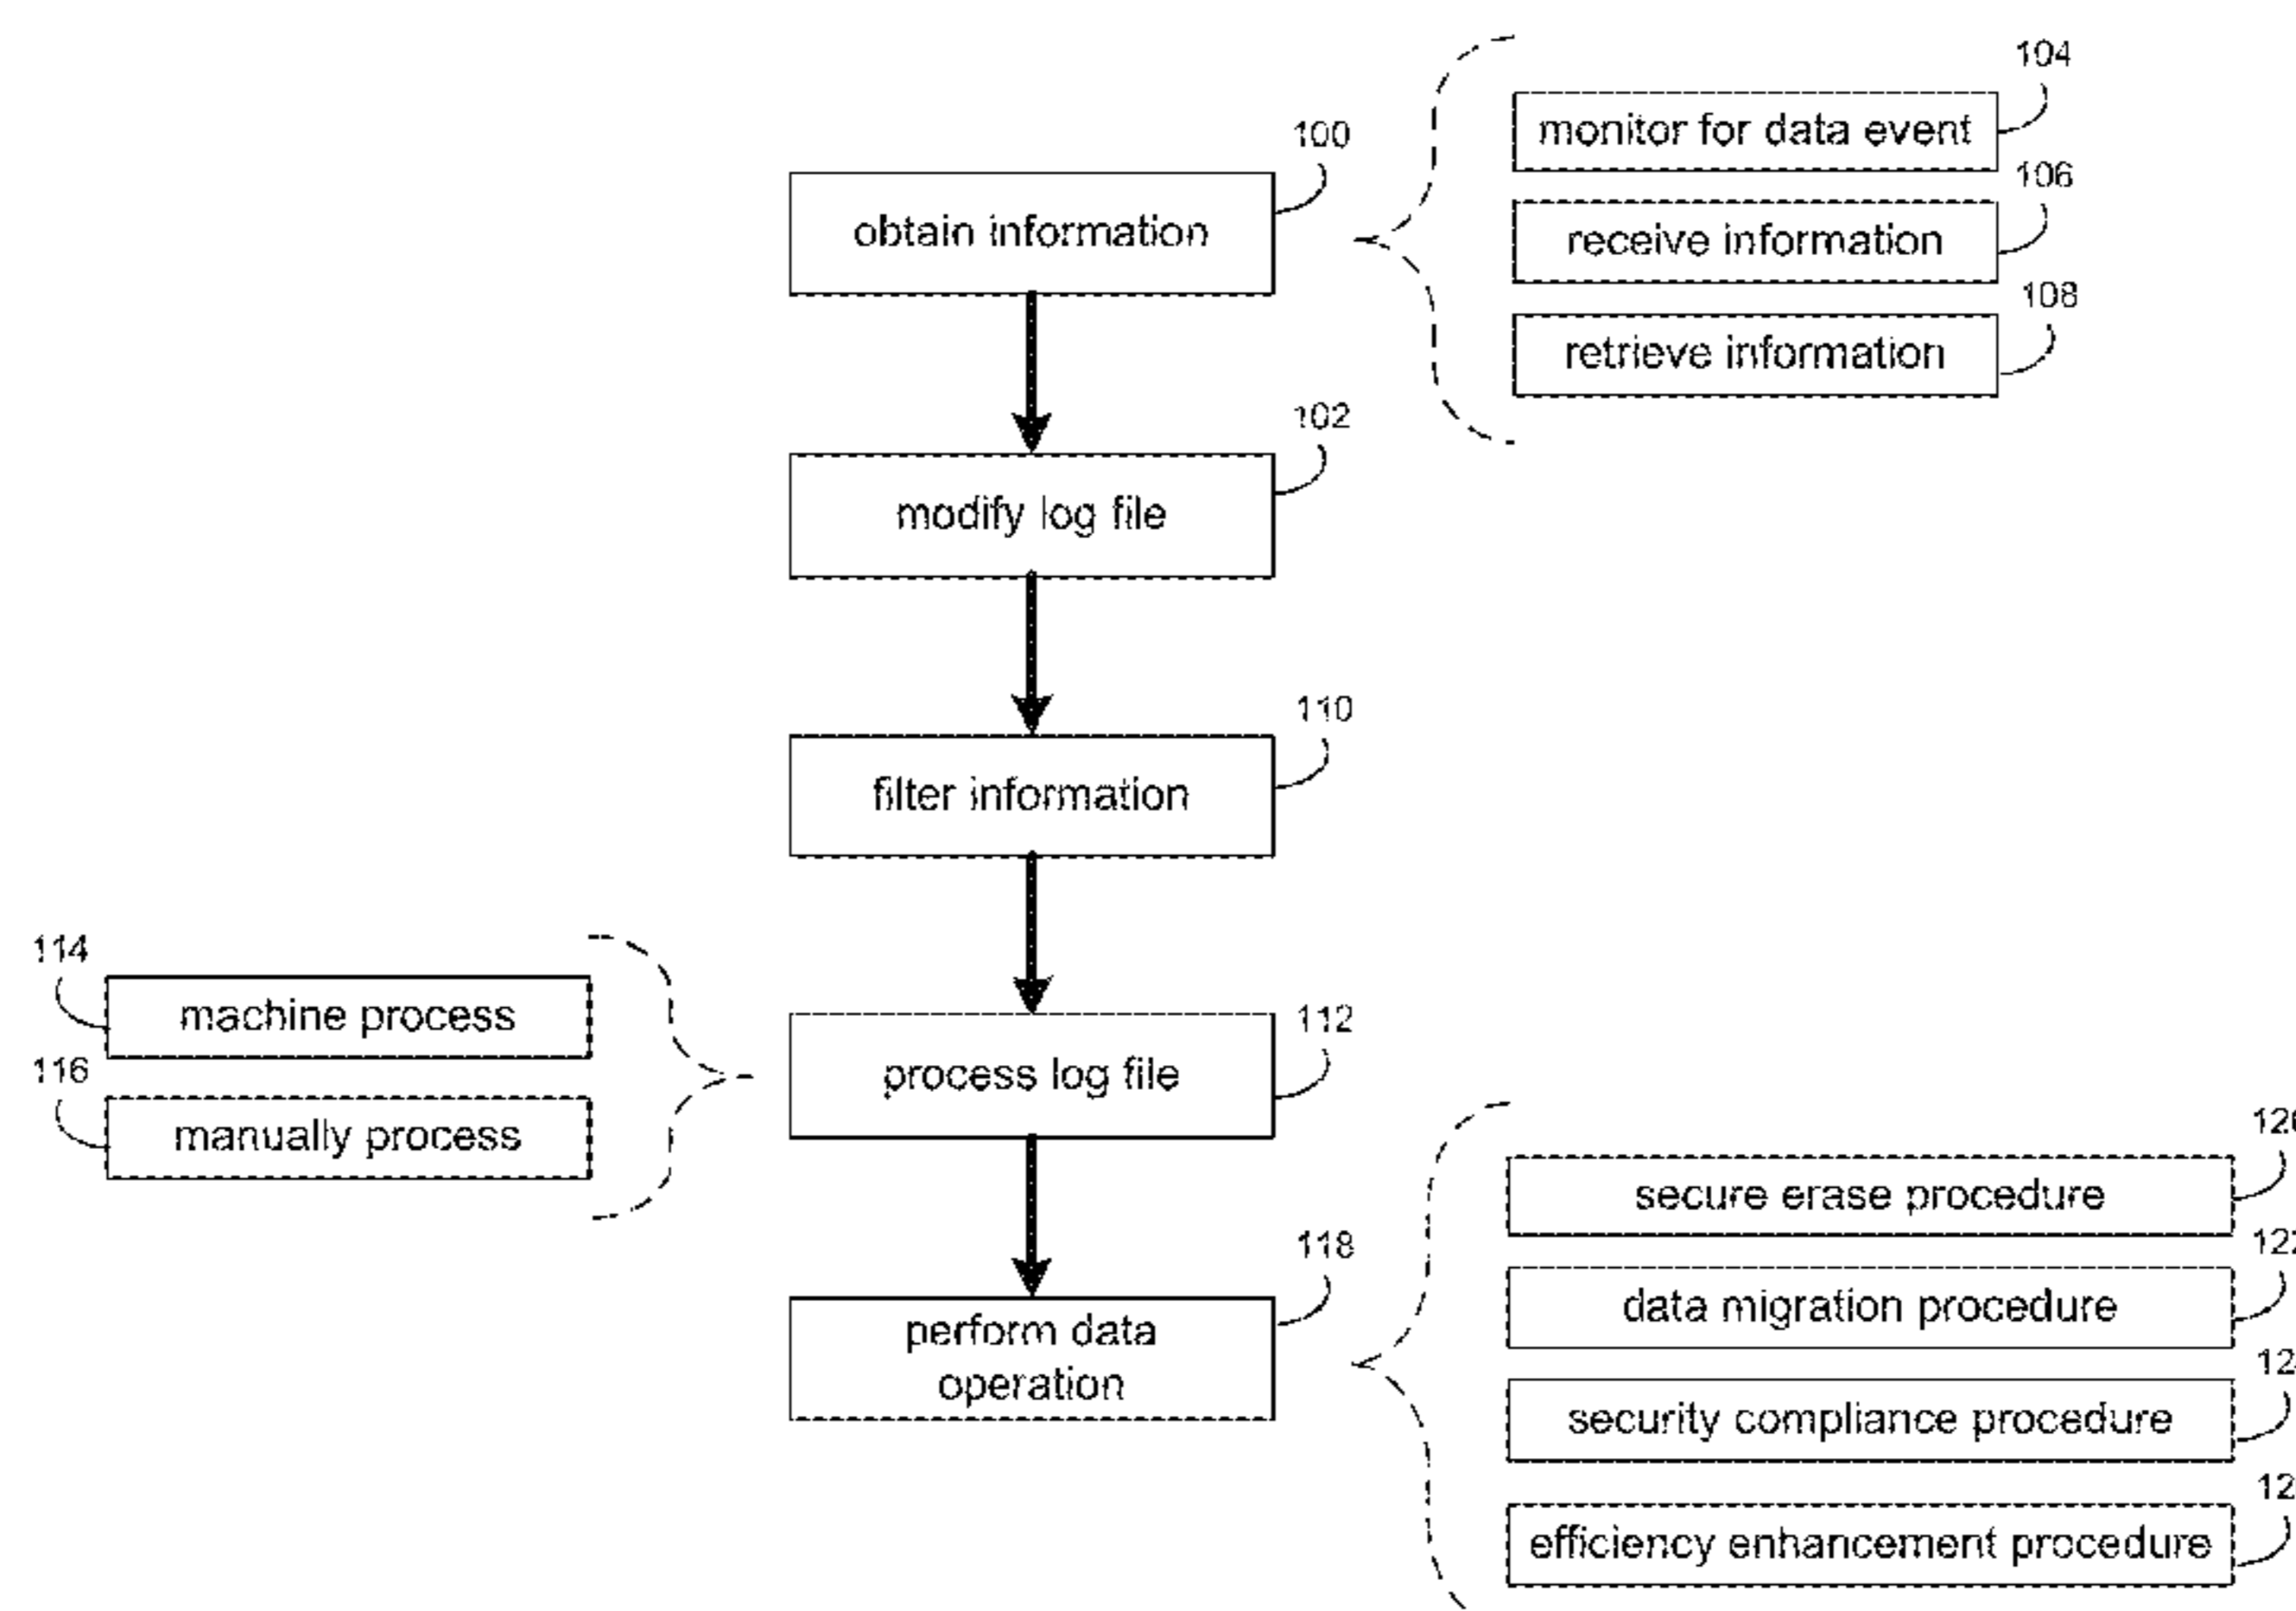 104
monitor for data event
100
106
obtain information
receive information
108
retrieve information
102
modify log file
110
filter information
114
machine process
112
116
process log file
manually process
secure erase procedure
118
perform data
operation
data migration procedure
security compliance procedure
efficiency enhancement procedure